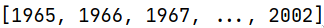 [1965, 1966, 1967, ..., 2002]